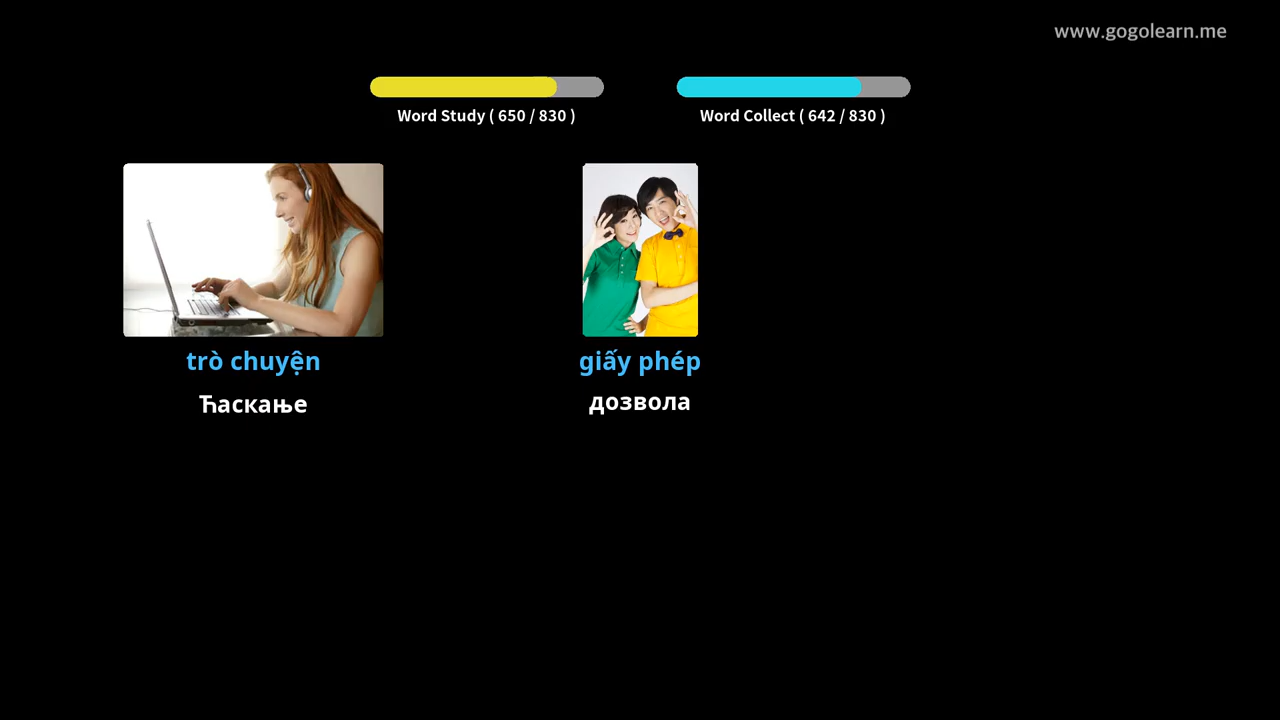 www.gogolearn.me
Word Study ( 650 / 830 )
Word Collect ( 642 / 830 )
trò chuyện
giấy phép
Ћаскање
дозвола